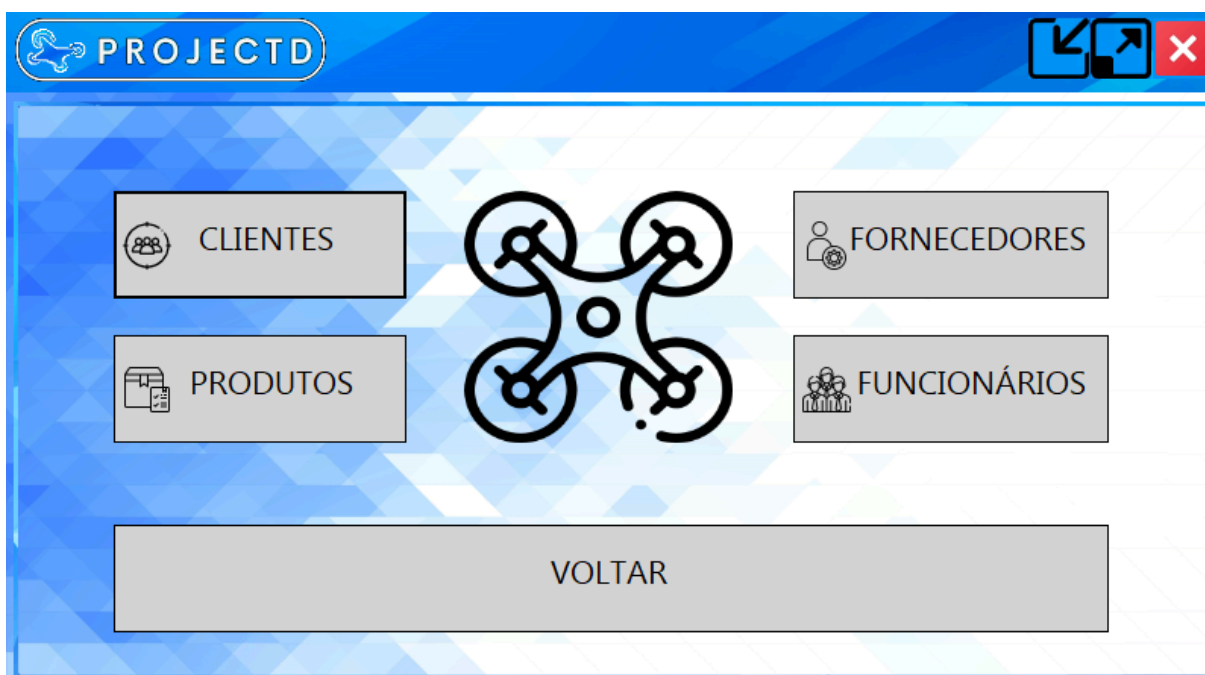 PROJECTD
CLIENTES
FORNECEDORES
PRODUTOS
FUNCIONÁRIOS
VOLTAR